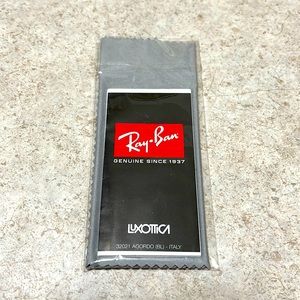 Ray-Ban
GENUINE SINCE 1937
LUXOTTICA
32021 AGORDO (BL) - ITALY